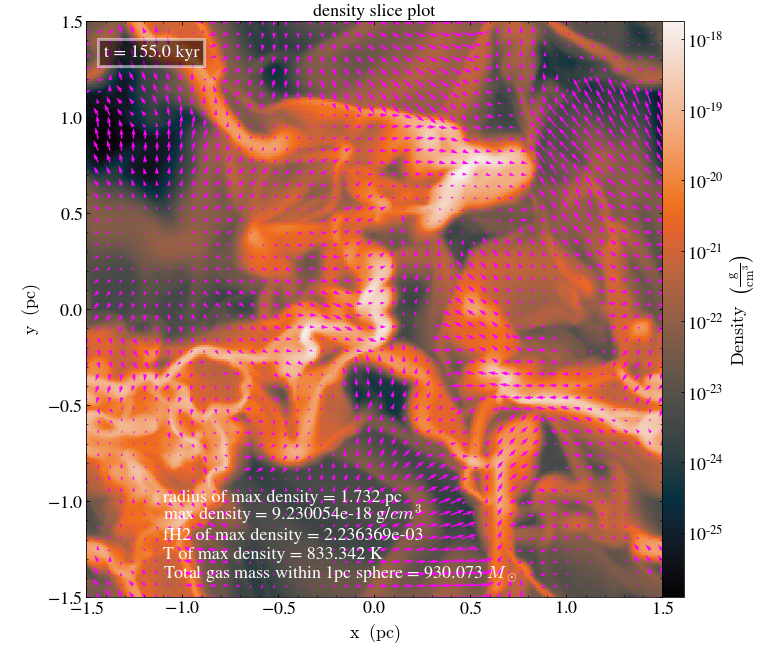 density slice plot
t = 155.0 kyr
1.5
1.0
0.5
0.0
−0.5
−1.0
−1.5
y (pc)
−1.5 −1.0 −0.5 0.0 0.5 1.0 1.5
x (pc)
radius of max density = 1.732 pc
max density = 9.230054e-18 g/cm³
fH2 of max density = 2.236369e-03
T of max density = 833.342 K
Total gas mass within 1pc sphere = 930.073 M☉
10⁻¹⁸
10⁻¹⁹
10⁻²⁰
10⁻²¹
10⁻²²
10⁻²³
10⁻²⁴
10⁻²⁵
Density (g/cm³)